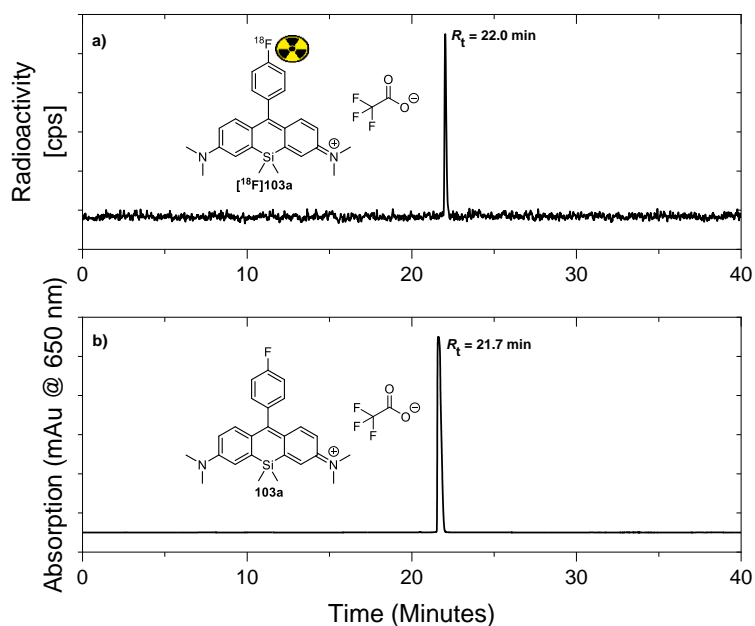 a)
Rt = 22.0 min
18F
O
F
O⊖
F
F
N
Si
⊕
N
[18F]103a
Radioactivity
[cps]
0 10 20 30 40
b)
Rt = 21.7 min
F
O
F
O⊖
F
F
N
Si
⊕
N
103a
Absorption (mAu @ 650 nm)
0 10 20 30 40
Time (Minutes)